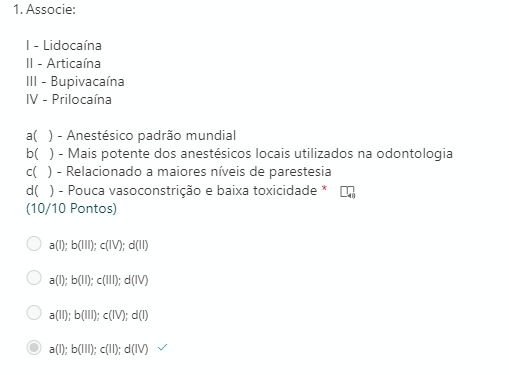 1. Associe:
I - Lidocaína
II - Articaína
III - Bupivacaína
IV - Prilocaína
a( ) - Anestésico padrão mundial
b( ) - Mais potente dos anestésicos locais utilizados na odontologia
c( ) - Relacionado a maiores níveis de parestesia
d( ) - Pouca vasoconstrição e baixa toxicidade *
(10/10 Pontos)
a(I); b(III); c(IV); d(II)
a(I); b(II); c(III); d(IV)
a(II); b(III); c(IV); d(I)
a(I); b(III); c(II); d(IV)